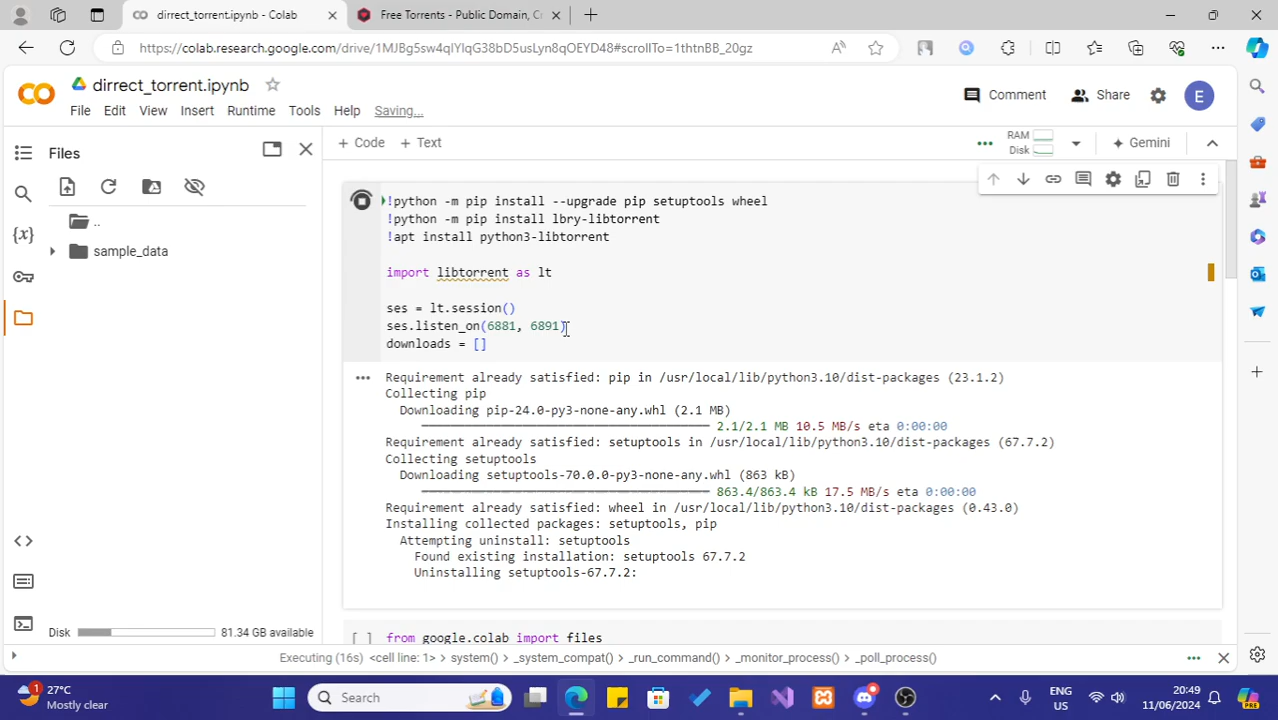 dirrect_torrent.ipynb - Colab
Free Torrents - Public Domain, C
https://colab.research.google.com/drive/1MJBg5sw4qlYlqG38bD5usLyn8qOEYD48#scrollTo=1thtnBB_20gz
dirrect_torrent.ipynb
File Edit View Insert Runtime Tools Help Saving...
Comment Share E
Files
+ Code + Text
RAM
Disk
Gemini
..
sample_data
!python -m pip install --upgrade pip setuptools wheel
!python -m pip install lbry-libtorrent
!apt install python3-libtorrent
import libtorrent as lt
ses = lt.session()
ses.listen_on(6881, 6891)
downloads = []
Requirement already satisfied: pip in /usr/local/lib/python3.10/dist-packages (23.1.2)
Collecting pip
Downloading pip-24.0-py3-none-any.whl (2.1 MB)
2.1/2.1 MB 10.5 MB/s eta 0:00:00
Requirement already satisfied: setuptools in /usr/local/lib/python3.10/dist-packages (67.7.2)
Collecting setuptools
Downloading setuptools-70.0.0-py3-none-any.whl (863 kB)
863.4/863.4 kB 17.5 MB/s eta 0:00:00
Requirement already satisfied: wheel in /usr/local/lib/python3.10/dist-packages (0.43.0)
Installing collected packages: setuptools, pip
Attempting uninstall: setuptools
Found existing installation: setuptools 67.7.2
Uninstalling setuptools-67.7.2:
[ ] from google.colab import files
Disk 81.34 GB available
Executing (16s) <cell line: 1> system() _system_compat() _run_command() _monitor_process() _poll_process()
1
27°C
Mostly clear
Search
ENG
US
20:49
11/06/2024
PRE